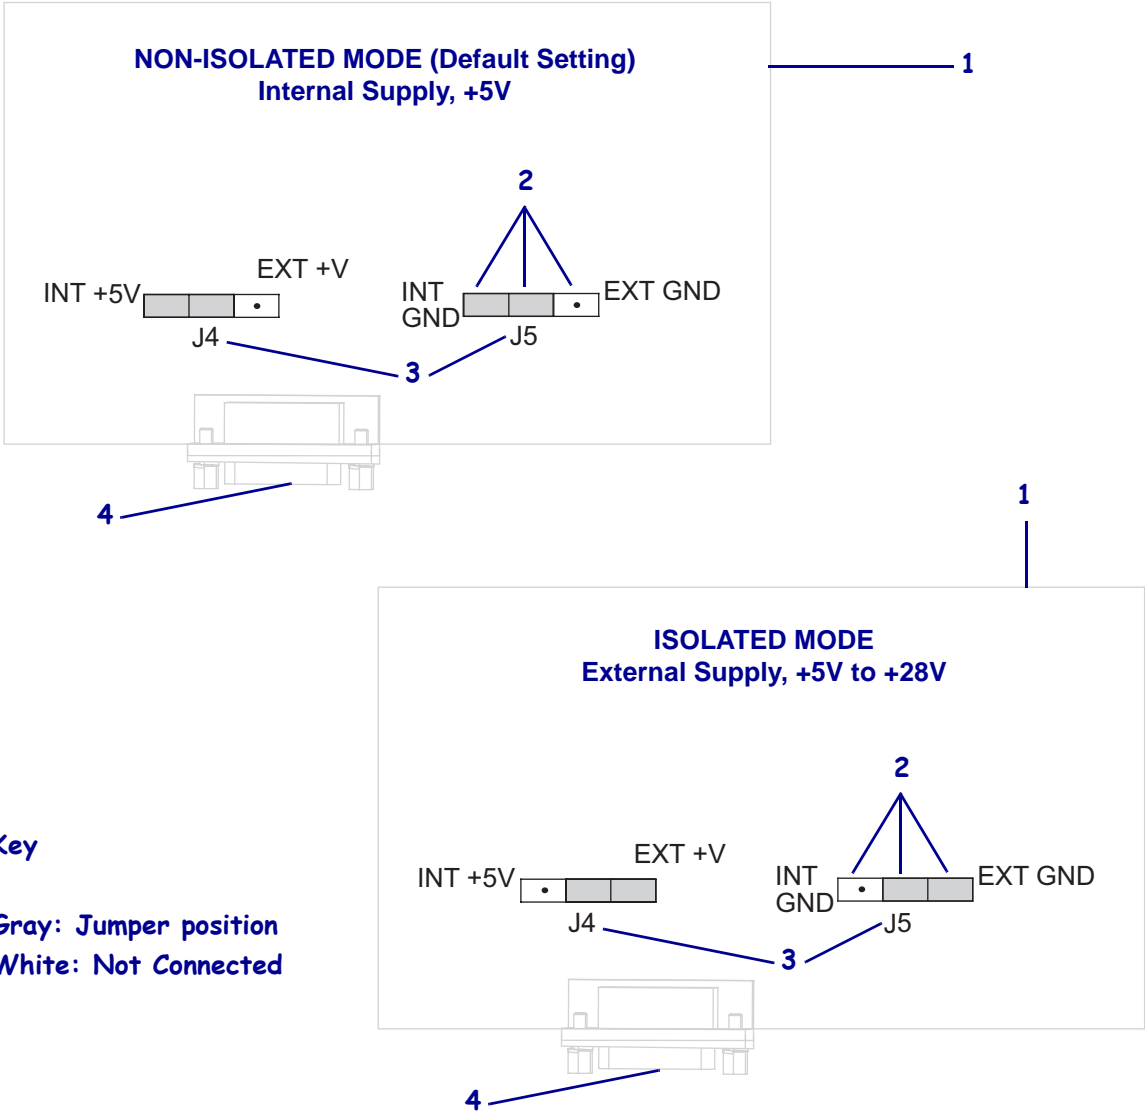 NON-ISOLATED MODE (Default Setting)
Internal Supply, +5V
1
2
EXT +V
INT +5V
INT
GND
EXT GND
J4
J5
3
4
1
ISOLATED MODE
External Supply, +5V to +28V
2
EXT +V
INT +5V
INT
GND
EXT GND
J4
J5
3
4
Key
Gray: Jumper position
White: Not Connected